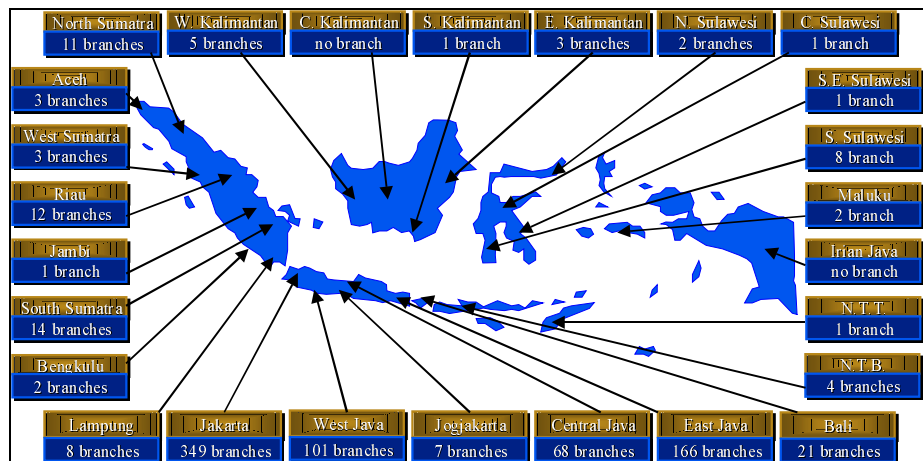 North Sumatra
11 branches
W. Kalimantan
5 branches
C. Kalimantan
no branch
S. Kalimantan
1 branch
E. Kalimantan
3 branches
N. Sulawesi
2 branches
C. Sulawesi
1 branch
Aceh
3 branches
S.E. Sulawesi
1 branch
West Sumatra
3 branches
S. Sulawesi
8 branch
Riau
12 branches
Maluku
2 branch
Jambi
1 branch
Irian Java
no branch
South Sumatra
14 branches
N.T.T.
1 branch
Bengkulu
2 branches
N.T.B.
4 branches
Lampung
8 branches
Jakarta
349 branches
West Java
101 branches
Jogjakarta
7 branches
Central Java
68 branches
East Java
166 branches
Bali
21 branches